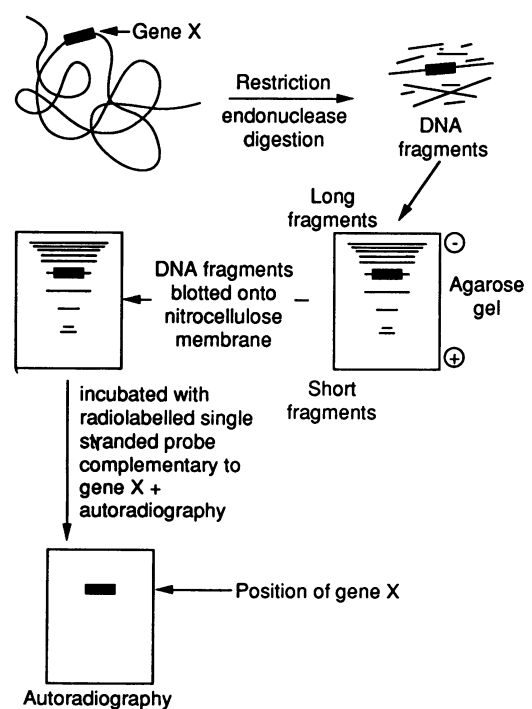 Gene X
Restriction
endonuclease
digestion
DNA
fragments
Long
fragments
-
Agarose
gel
+
Short
fragments
DNA fragments
blotted onto
nitrocellulose
membrane
incubated with
radiolabelled single
stranded probe
complementary to
gene X +
autoradiography
Position of gene X
Autoradiography